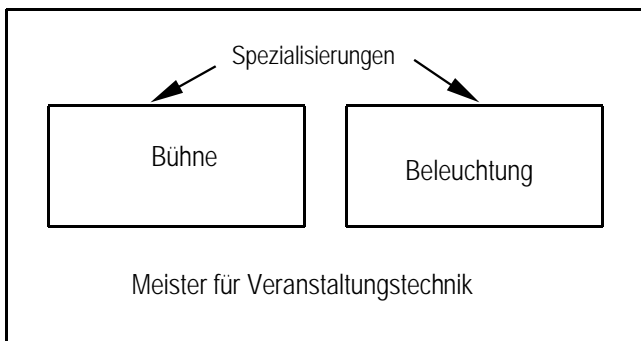 Spezialisierungen
Bühne
Beleuchtung
Meister für Veranstaltungstechnik